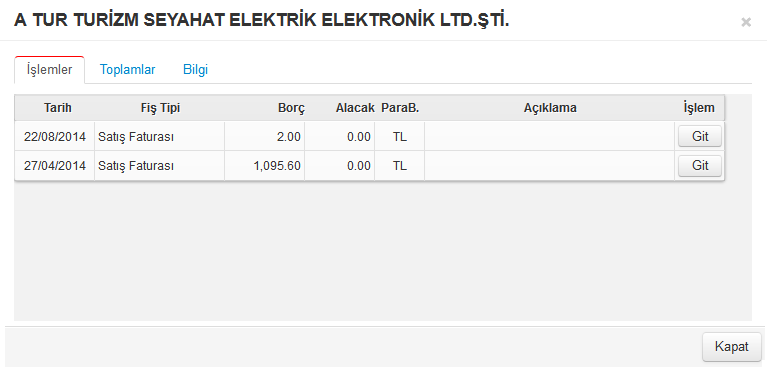 A TUR TURİZM SEYAHAT ELEKTRİK ELEKTRONİK LTD.ŞTİ. ×
İşlemler Toplamlar Bilgi
Tarih Fiş Tipi Borç Alacak ParaB. Açıklama İşlem
22/08/2014 Satış Faturası 2.00 0.00 TL Git
27/04/2014 Satış Faturası 1,095.60 0.00 TL Git
Kapat